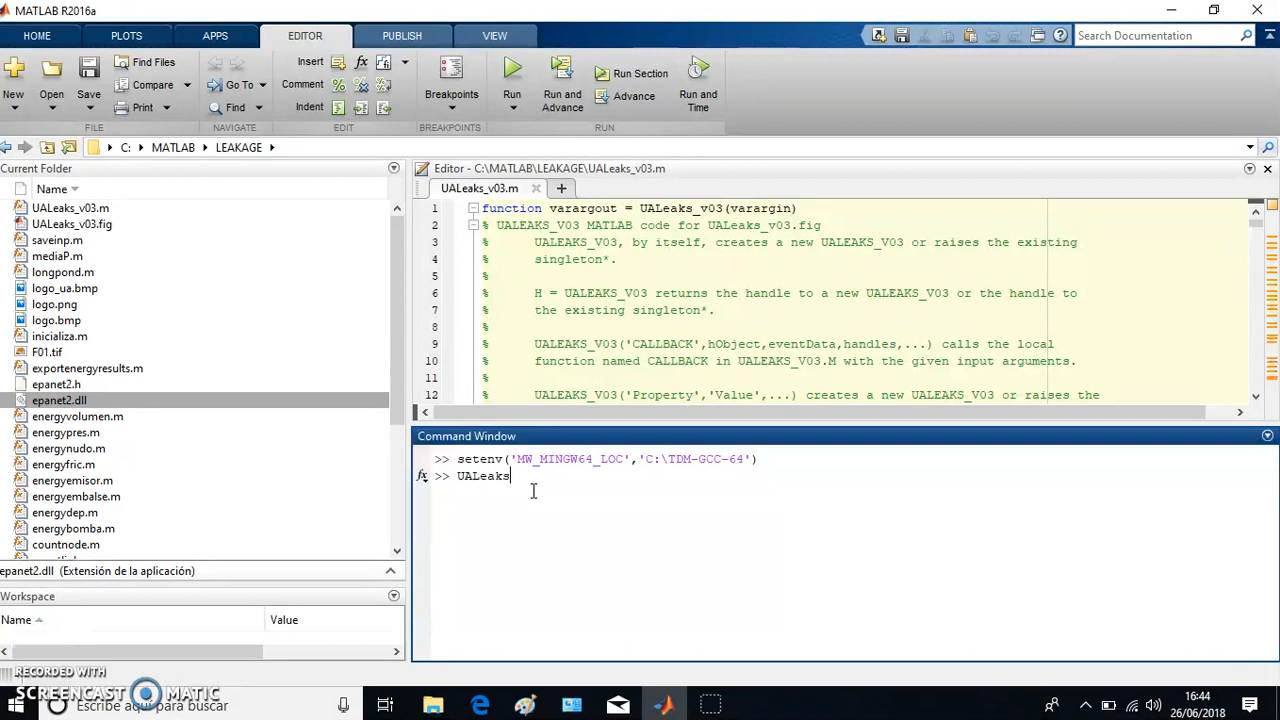 MATLAB R2016a
HOME PLOTS APPS EDITOR PUBLISH VIEW
Search Documentation
New Open Save Find Files Compare Print
Go To Find
Insert Comment Indent
Breakpoints Run Run and Advance Run Section Advance Run and Time
FILE NAVIGATE EDIT BREAKPOINTS RUN
C: MATLAB LEAKAGE
Current Folder
Name
UALeaks_v03.m
UALeaks_v03.fig
saveinp.m
mediaP.m
longpond.m
logo_ua.bmp
logo.png
logo.bmp
inicializa.m
F01.tif
exportenergyresults.m
epanet2.h
epanet2.dll
energyvolumen.m
energypres.m
energynudo.m
energyfric.m
energyemisor.m
energyembalse.m
energydep.m
energybomba.m
countnode.m
epanet2.dll (Extensión de la aplicación)
Workspace
Name Value
Editor - C:\MATLAB\LEAKAGE\UALeaks_v03.m
UALeaks_v03.m
1 function varargout = UALeaks_v03(varargin)
2 % UALEAKS_V03 MATLAB code for UALeaks_v03.fig
3 % UALEAKS_V03, by itself, creates a new UALEAKS_V03 or raises the existing
4 % singleton*.
5 %
6 % H = UALEAKS_V03 returns the handle to a new UALEAKS_V03 or the handle to
7 % the existing singleton*.
8 %
9 % UALEAKS_V03('CALLBACK',hObject,eventData,handles,...) calls the local
10 % function named CALLBACK in UALEAKS_V03.M with the given input arguments.
11 %
12 % UALEAKS_V03('Property','Value',...) creates a new UALEAKS_V03 or raises the
Command Window
>> setenv('MW_MINGW64_LOC','C:\TDM-GCC-64')
fx >> UALeaks
RECORDED WITH
SCREENCAST MATIC
Escribe aquí para buscar
16:44
26/06/2018